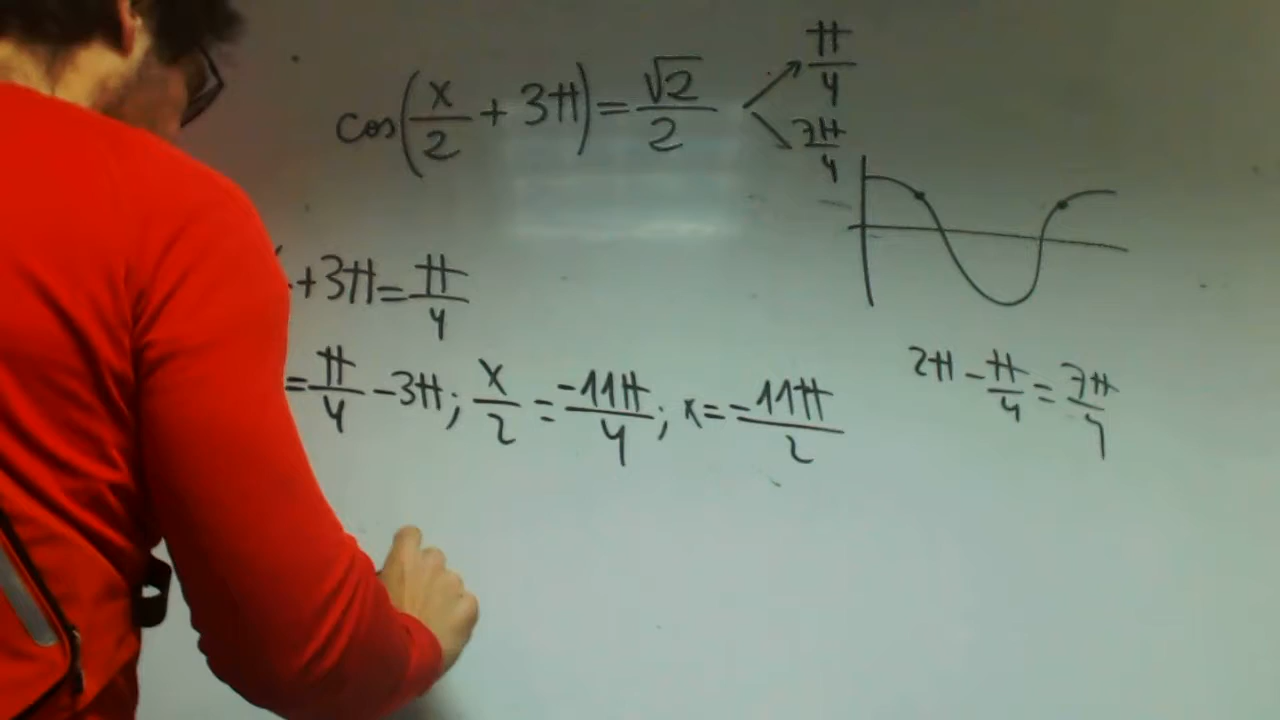 cos(x/2 + 3π) = √2/2
π/4
7π/4
+ 3π = π/4
= π/4 - 3π; x/2 = -11π/4; x = -11π/2
2π - π/4 = 7π/4